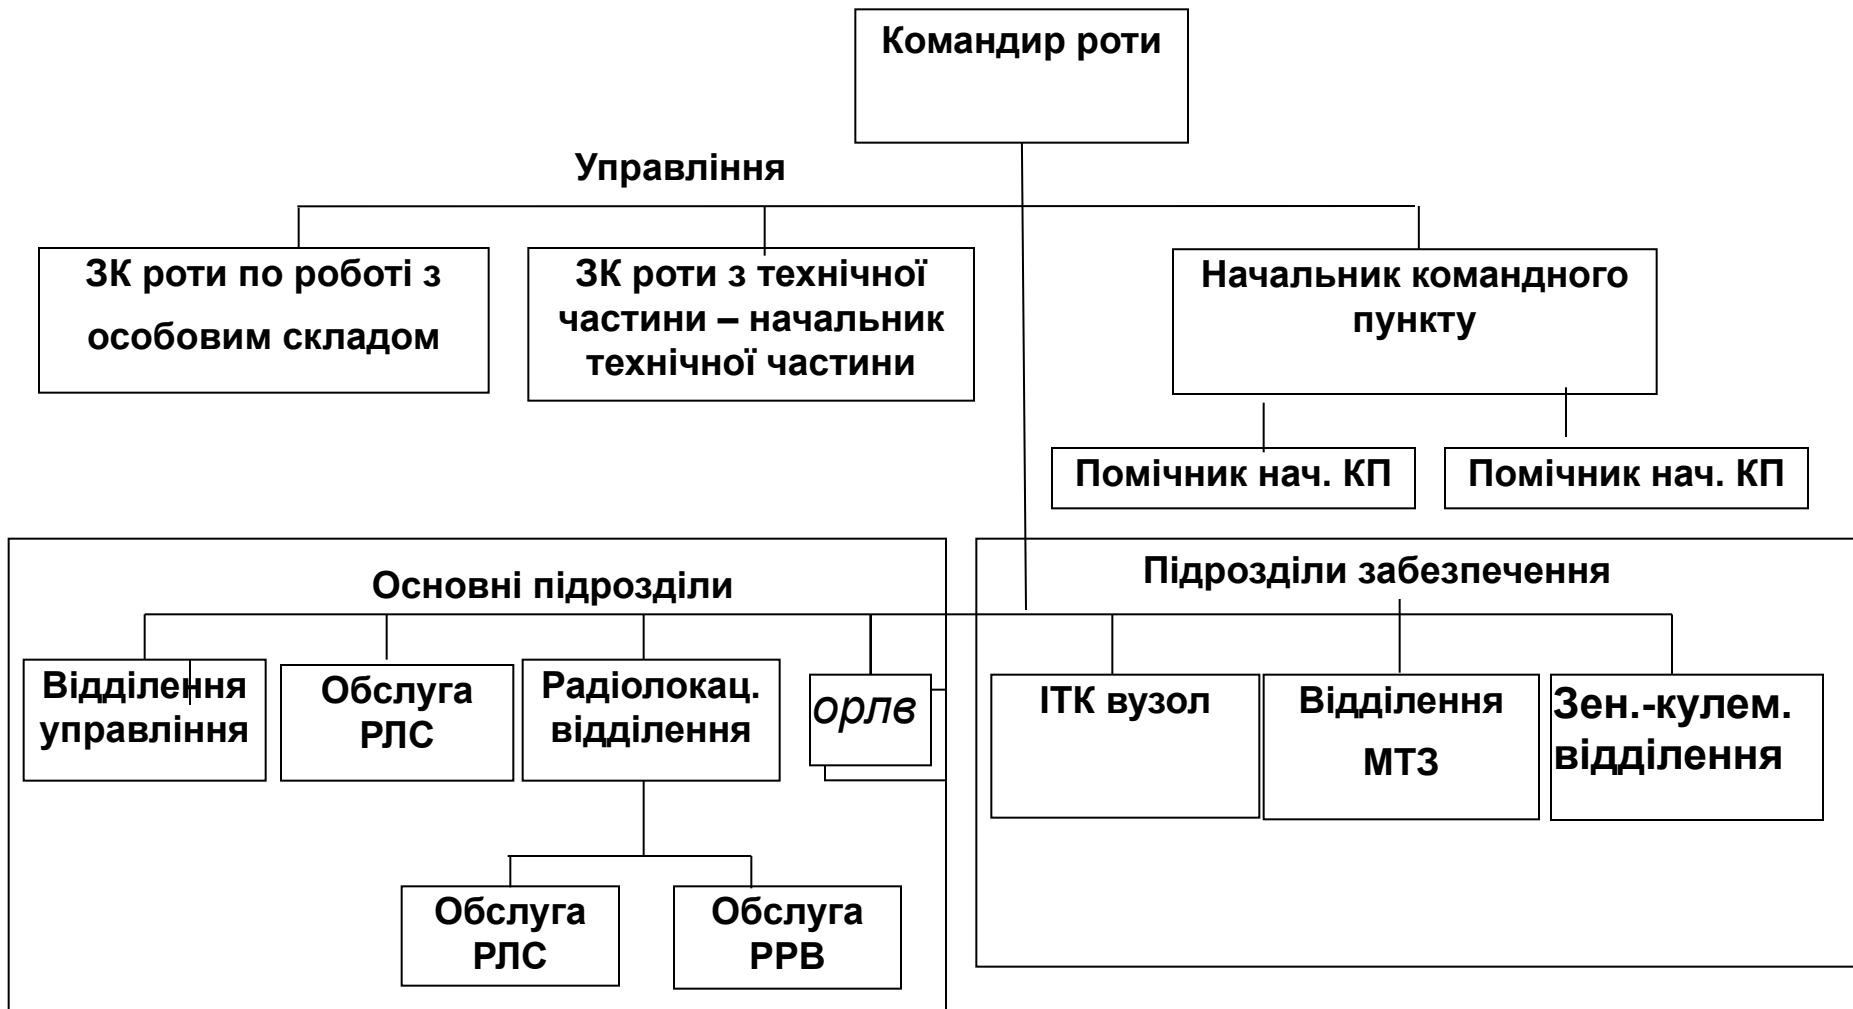 Командир роти
Управління
ЗК роти по роботі з
особовим складом
ЗК роти з технічної
частини – начальник
технічної частини
Начальник командного
пункту
Помічник нач. КП
Помічник нач. КП
Основні підрозділи
Підрозділи забезпечення
Відділення
управління
Обслуга
РЛС
Радіолокац.
відділення
орлв
ІТК вузол
Відділення
МТЗ
Зен.-кулем.
відділення
Обслуга
РЛС
Обслуга
РРВ